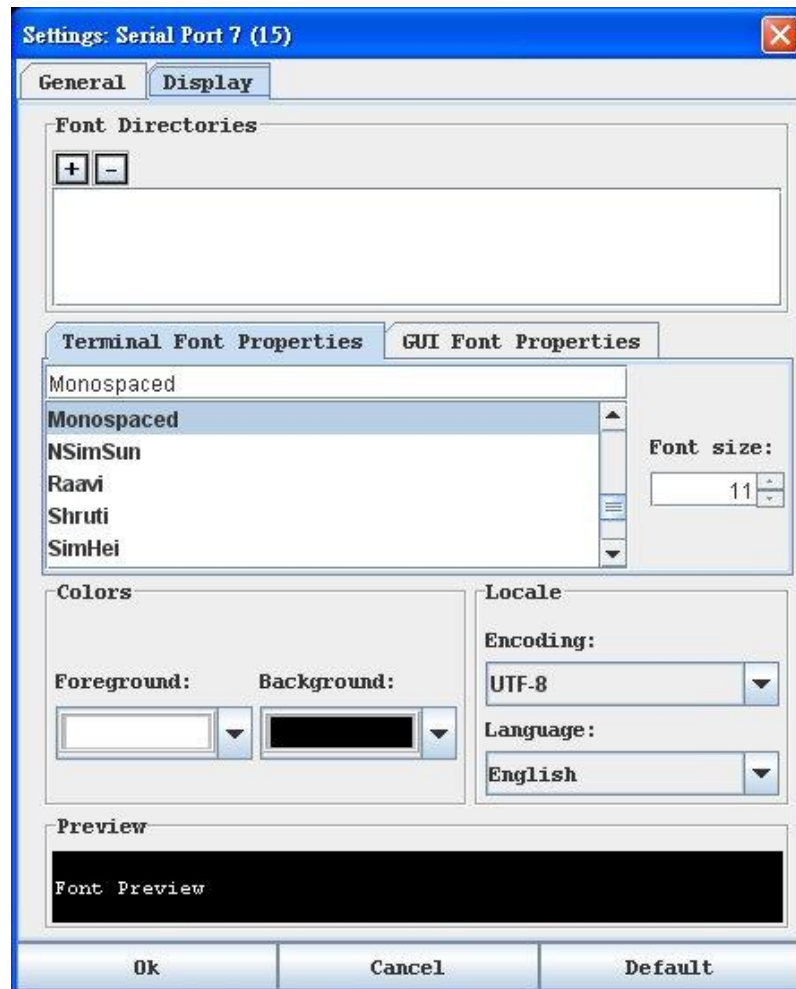 Settings: Serial Port 7 (15)
General Display
Font Directories
+ -
Terminal Font Properties GUI Font Properties
Monospaced
Monospaced
NSimSun
Raavi
Shruti
SimHei
Font size:
11
Colors
Foreground: Background:
Locale
Encoding:
UTF-8
Language:
English
Preview
Font Preview
Ok Cancel Default